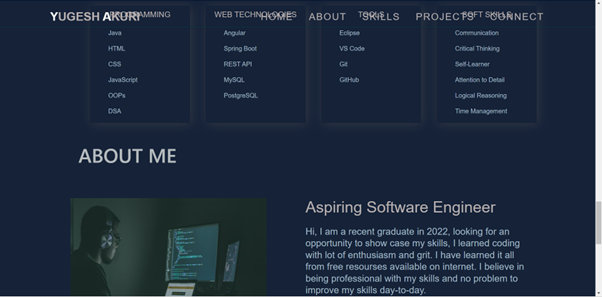 YUGESH AKURI
HOME ABOUT SKILLS PROJECTS CONNECT
PROGRAMMING WEB TECHNOLOGIES TOOLS SOFT SKILLS
Java Angular Eclipse Communication
HTML Spring Boot VS Code Critical Thinking
CSS REST API Git Self-Learner
JavaScript MySQL GitHub Attention to Detail
OOPs PostgreSQL Logical Reasoning
DSA Time Management
ABOUT ME
Aspiring Software Engineer
Hi, I am a recent graduate in 2022, looking for an
opportunity to show case my skills, I learned coding
with lot of enthusiasm and grit. I have learned it all
from free resourses available on internet. I believe in
being professional with my skills and no problem to
improve my skills day-to-day.